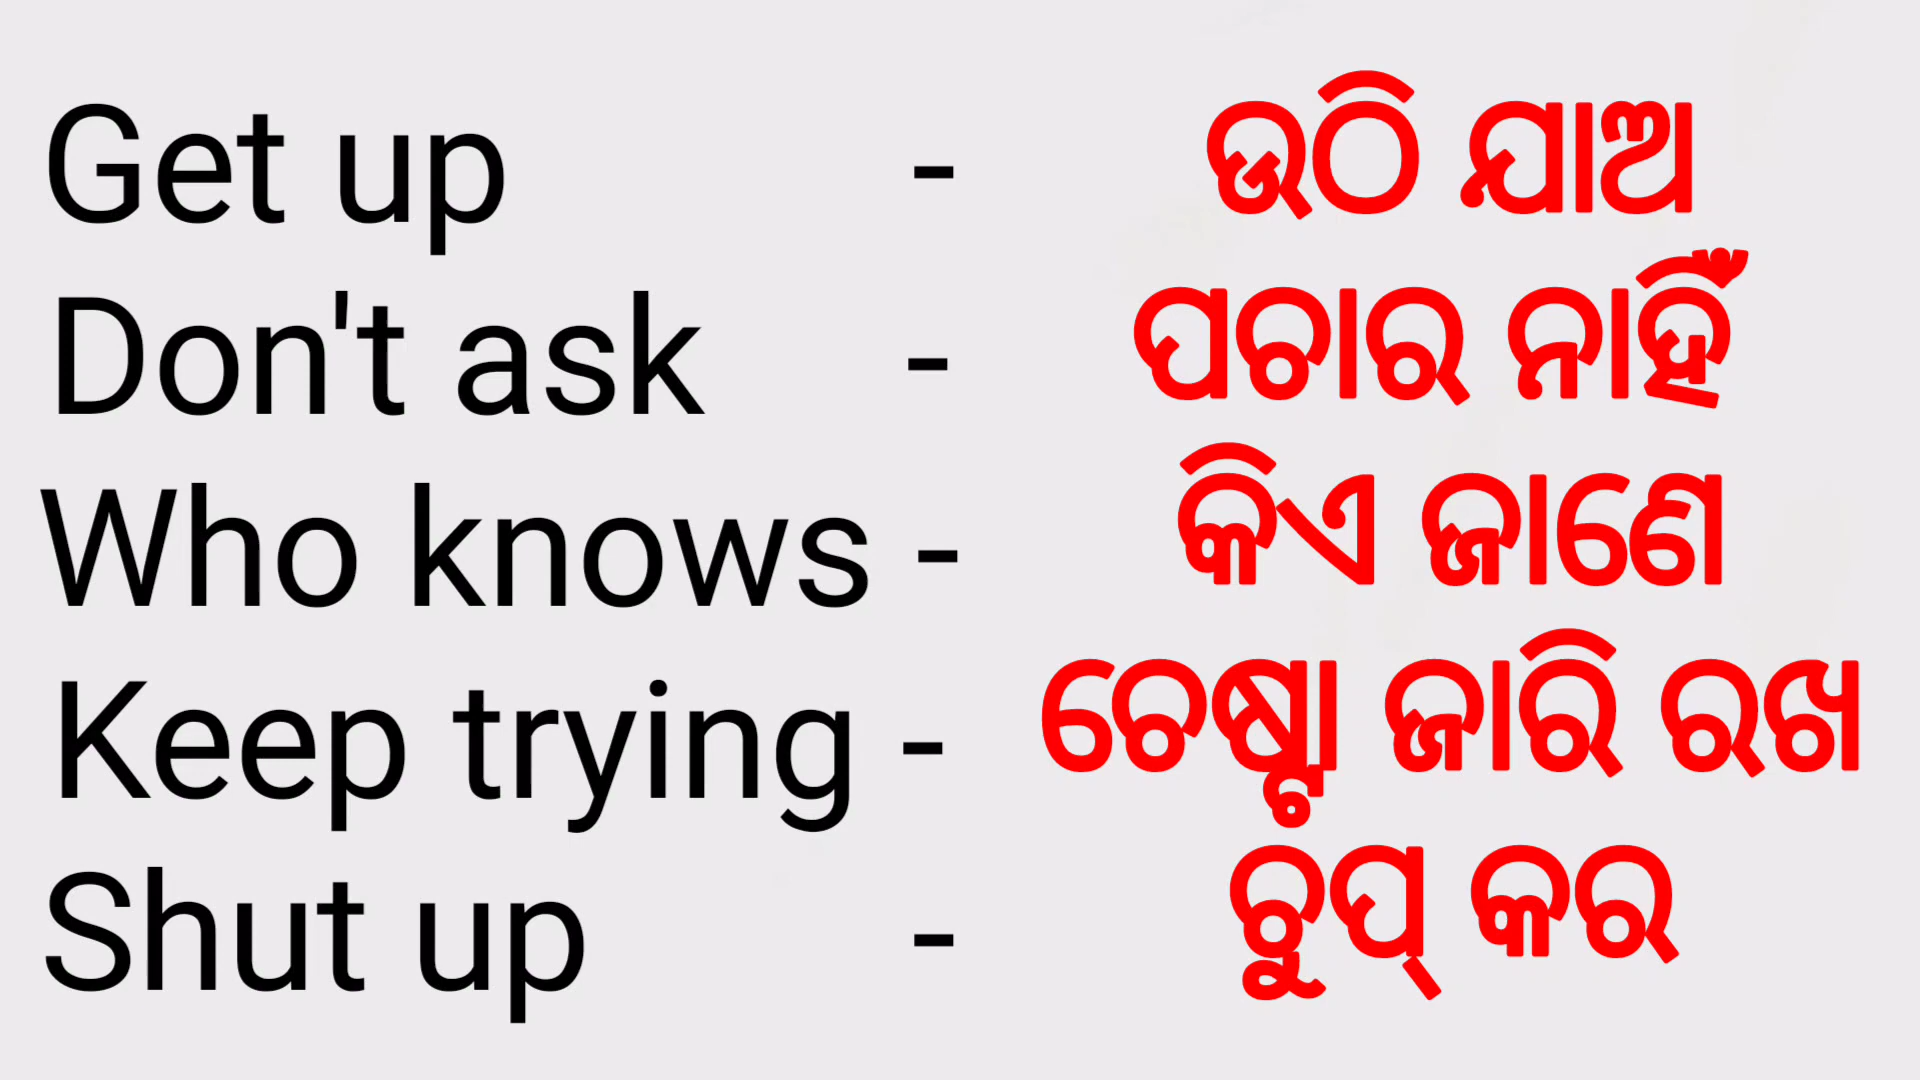 Get up - ଉଠି ଯାଅ
Don't ask - ପଚାର ନାହିଁ
Who knows - କିଏ ଜାଣେ
Keep trying - ଚେଷ୍ଟା ଜାରି ରଖ
Shut up - ଚୁପ୍ କର